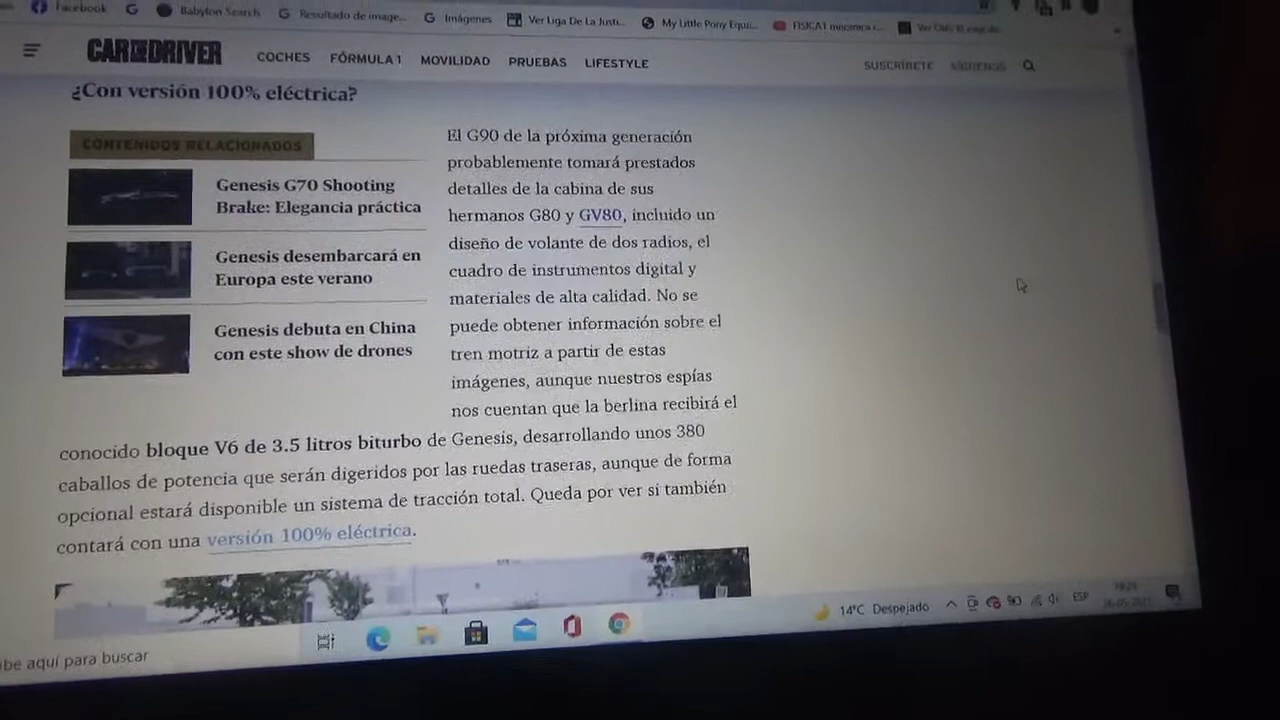 Facebook
Babylon Search
Resultado de image...
Imágenes
Ver Liga De La Justi...
My Little Pony Equi...
CAR AND DRIVER
COCHES
FÓRMULA 1
MOVILIDAD
PRUEBAS
LIFESTYLE
SUSCRÍBETE
SÍGUENOS
¿Con versión 100% eléctrica?
CONTENIDOS RELACIONADOS
Genesis G70 Shooting
Brake: Elegancia práctica
Genesis desembarcará en
Europa este verano
Genesis debuta en China
con este show de drones
El G90 de la próxima generación
probablemente tomará prestados
detalles de la cabina de sus
hermanos G80 y GV80, incluido un
diseño de volante de dos radios, el
cuadro de instrumentos digital y
materiales de alta calidad. No se
puede obtener información sobre el
tren motriz a partir de estas
imágenes, aunque nuestros espías
nos cuentan que la berlina recibirá el
conocido bloque V6 de 3.5 litros biturbo de Genesis, desarrollando unos 380
caballos de potencia que serán digeridos por las ruedas traseras, aunque de forma
opcional estará disponible un sistema de tracción total. Queda por ver si también
contará con una versión 100% eléctrica.
be aquí para buscar
14°C Despejado
ESP